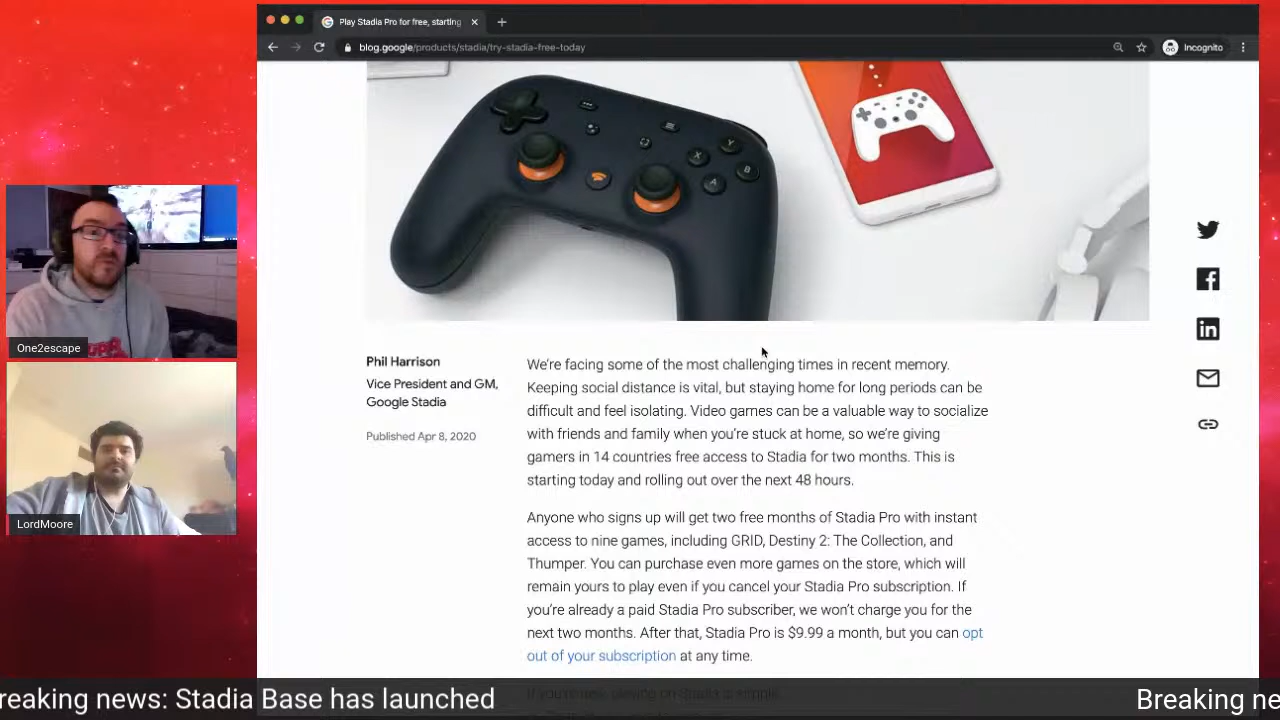 Play Stadia Pro for free, starting
blog.google/products/stadia/try-stadia-free-today
Incognito
Y
X
B
A
One2escape
LordMoore
Phil Harrison
Vice President and GM,
Google Stadia
Published Apr 8, 2020
We're facing some of the most challenging times in recent memory.
Keeping social distance is vital, but staying home for long periods can be
difficult and feel isolating. Video games can be a valuable way to socialize
with friends and family when you're stuck at home, so we're giving
gamers in 14 countries free access to Stadia for two months. This is
starting today and rolling out over the next 48 hours.
Anyone who signs up will get two free months of Stadia Pro with instant
access to nine games, including GRID, Destiny 2: The Collection, and
Thumper. You can purchase even more games on the store, which will
remain yours to play even if you cancel your Stadia Pro subscription. If
you're already a paid Stadia Pro subscriber, we won't charge you for the
next two months. After that, Stadia Pro is $9.99 a month, but you can opt
out of your subscription at any time.
If you're new, playing on Stadia is simple
reaking news: Stadia Base has launched
Breaking ne